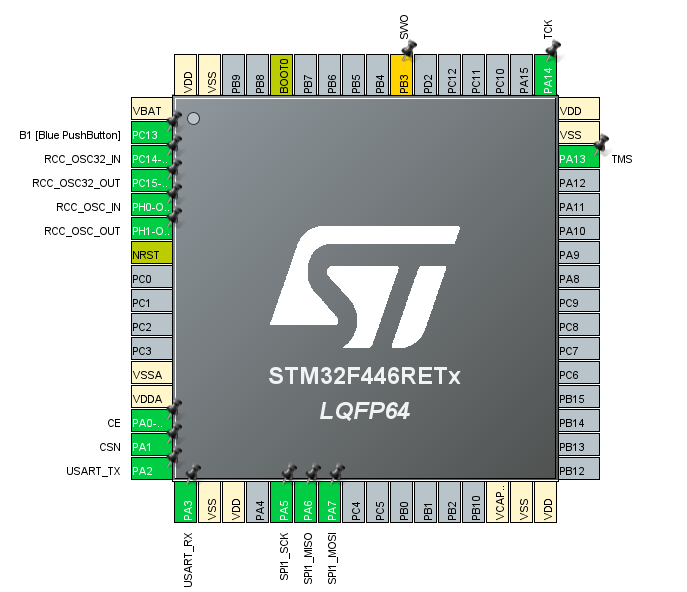 SWO
TCK
VDD
VSS
PB9
PB8
BOOT0
PB7
PB6
PB5
PB4
PB3
PD2
PC12
PC11
PC10
PA15
PA14
VBAT
VDD
B1 [Blue PushButton]
PC13
VSS
RCC_OSC32_IN
PC14-..
PA13
TMS
RCC_OSC32_OUT
PC15-..
PA12
RCC_OSC_IN
PH0-O..
PA11
RCC_OSC_OUT
PH1-O..
PA10
NRST
PA9
PC0
PA8
PC1
PC9
PC2
PC8
PC3
PC7
VSSA
PC6
STM32F446RETx
VDDA
PB15
LQFP64
CE
PA0-..
PB14
CSN
PA1
PB13
USART_TX
PA2
PB12
PA3
VSS
VDD
PA4
PA5
PA6
PA7
PC4
PC5
PB0
PB1
PB2
PB10
VCAP..
VSS
VDD
USART_RX
SPI1_SCK
SPI1_MISO
SPI1_MOSI